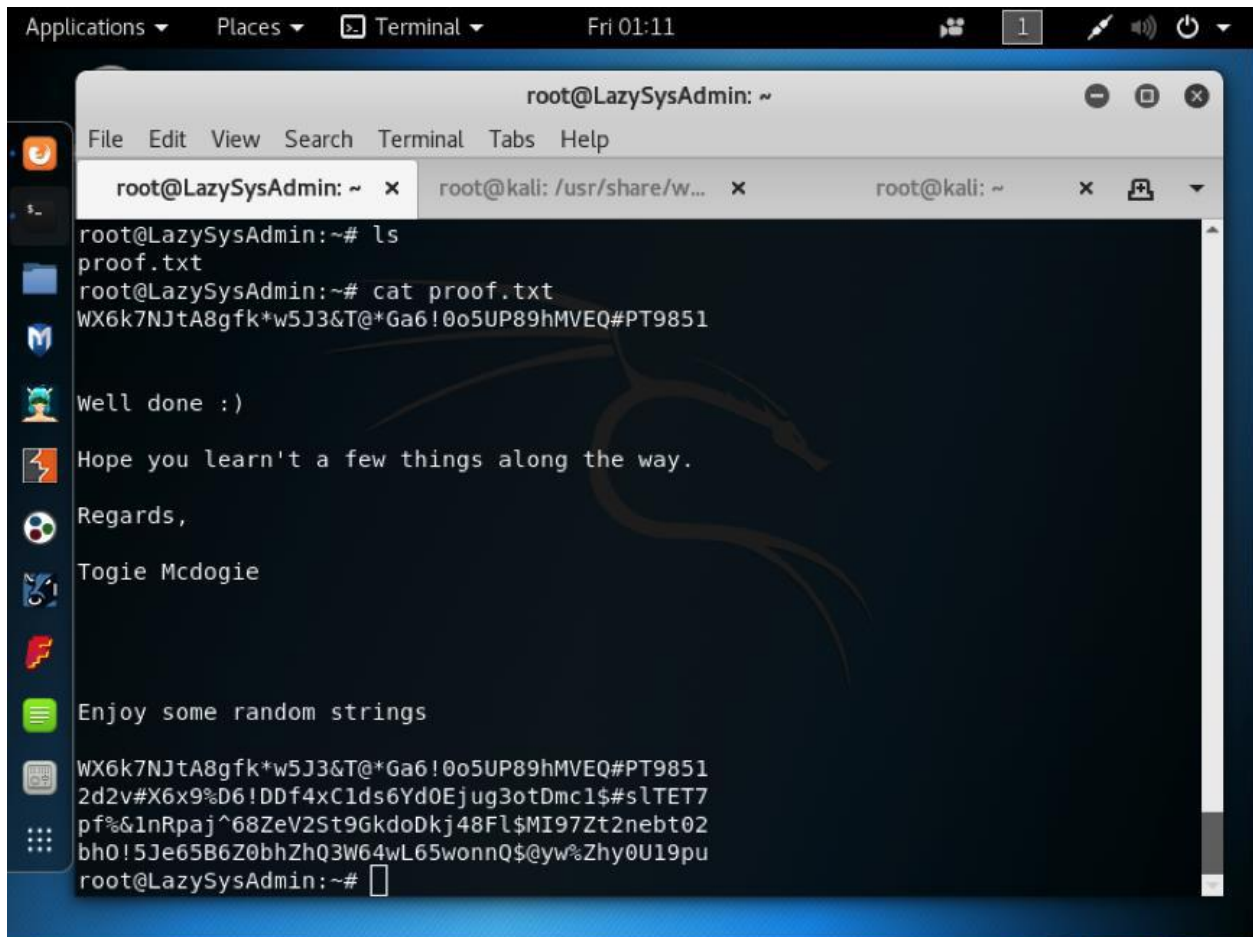 Applications Places Terminal Fri 01:11 1
root@LazySysAdmin: ~
File Edit View Search Terminal Tabs Help
root@LazySysAdmin: ~ root@kali: /usr/share/w... root@kali: ~
root@LazySysAdmin:~# ls
proof.txt
root@LazySysAdmin:~# cat proof.txt
WX6k7NJtA8gfk*w5J3&T@*Ga6!0o5UP89hMVEQ#PT9851
Well done :)
Hope you learn't a few things along the way.
Regards,
Togie Mcdogie
Enjoy some random strings
WX6k7NJtA8gfk*w5J3&T@*Ga6!0o5UP89hMVEQ#PT9851
2d2v#X6x9%D6!DDf4xC1ds6YdOEjug3otDmc1$#slTET7
pf%&1nRpaj^68ZeV2St9GkdoDkj48Fl$MI97Zt2nebt02
bhO!5Je65B6Z0bhZhQ3W64wL65wonnQ$@yw%Zhy0U19pu
root@LazySysAdmin:~#